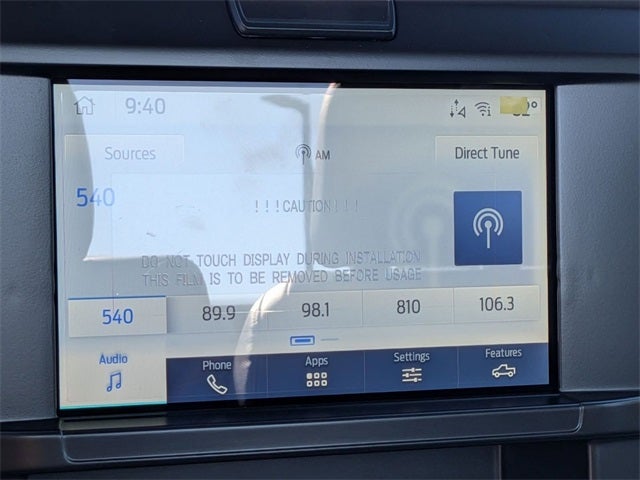 9:40
Sources
AM
Direct Tune
540
!!!CAUTION!!!
DO NOT TOUCH DISPLAY DURING INSTALLATION
THIS FILM IS TO BE REMOVED BEFORE USAGE
540 89.9 98.1 810 106.3
Audio Phone Apps Settings Features